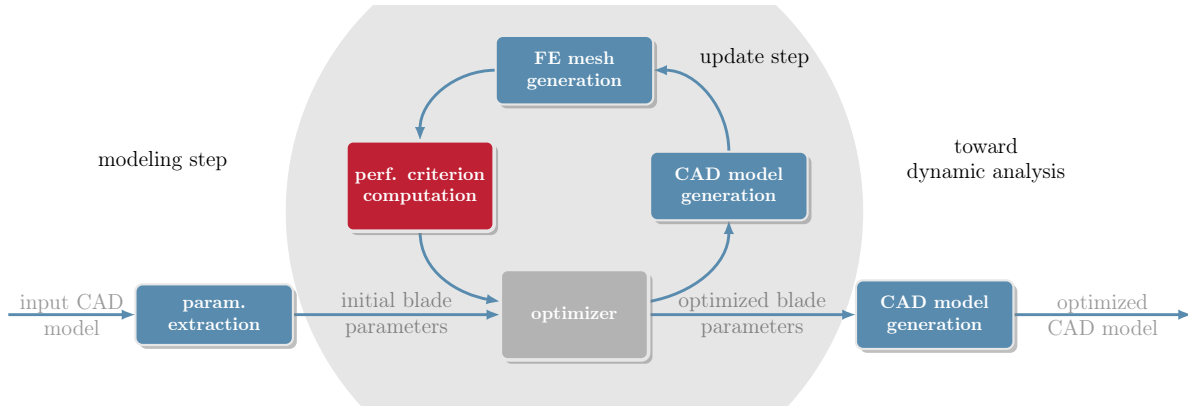 FE mesh
generation
update step
modeling step
perf. criterion
computation
CAD model
generation
toward
dynamic analysis
input CAD
model
param.
extraction
initial blade
parameters
optimizer
optimized blade
parameters
CAD model
generation
optimized
CAD model